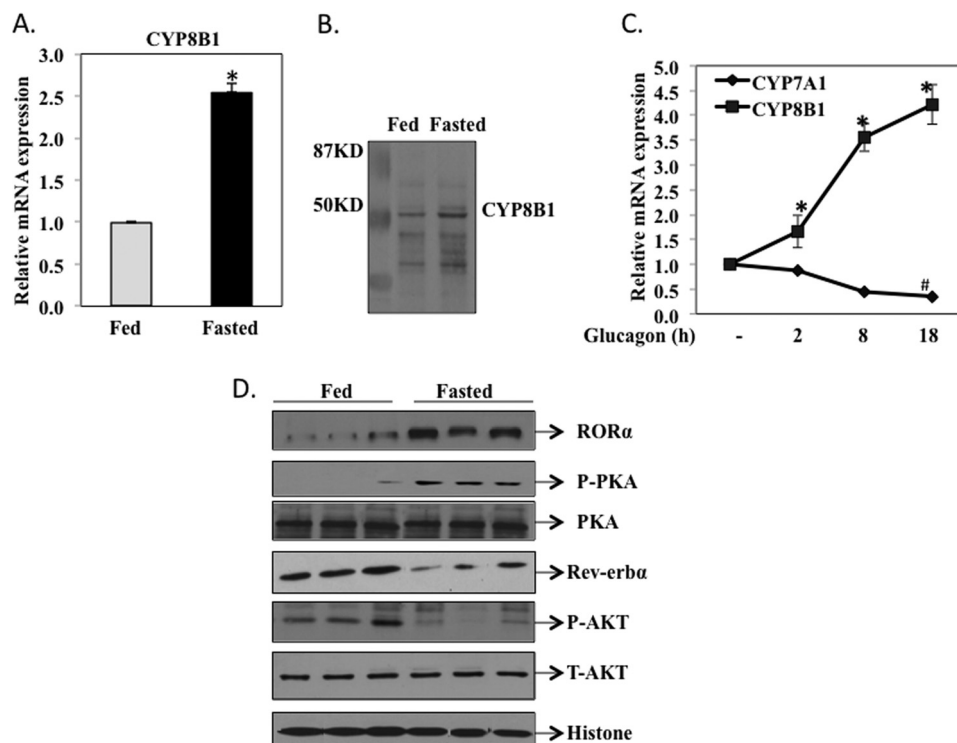 A.
CYP8B1
Relative mRNA expression
3.0
2.5
2.0
1.5
1.0
0.5
0.0
*
Fed Fasted
B.
Fed Fasted
87KD
50KD
CYP8B1
C.
Relative mRNA expression
5.0
4.5
4.0
3.5
3.0
2.5
2.0
1.5
1.0
0.5
0.0
CYP7A1
CYP8B1
*
*
*
#
Glucagon (h) - 2 8 18
D.
Fed Fasted
RORα
P-PKA
PKA
Rev-erbα
P-AKT
T-AKT
Histone